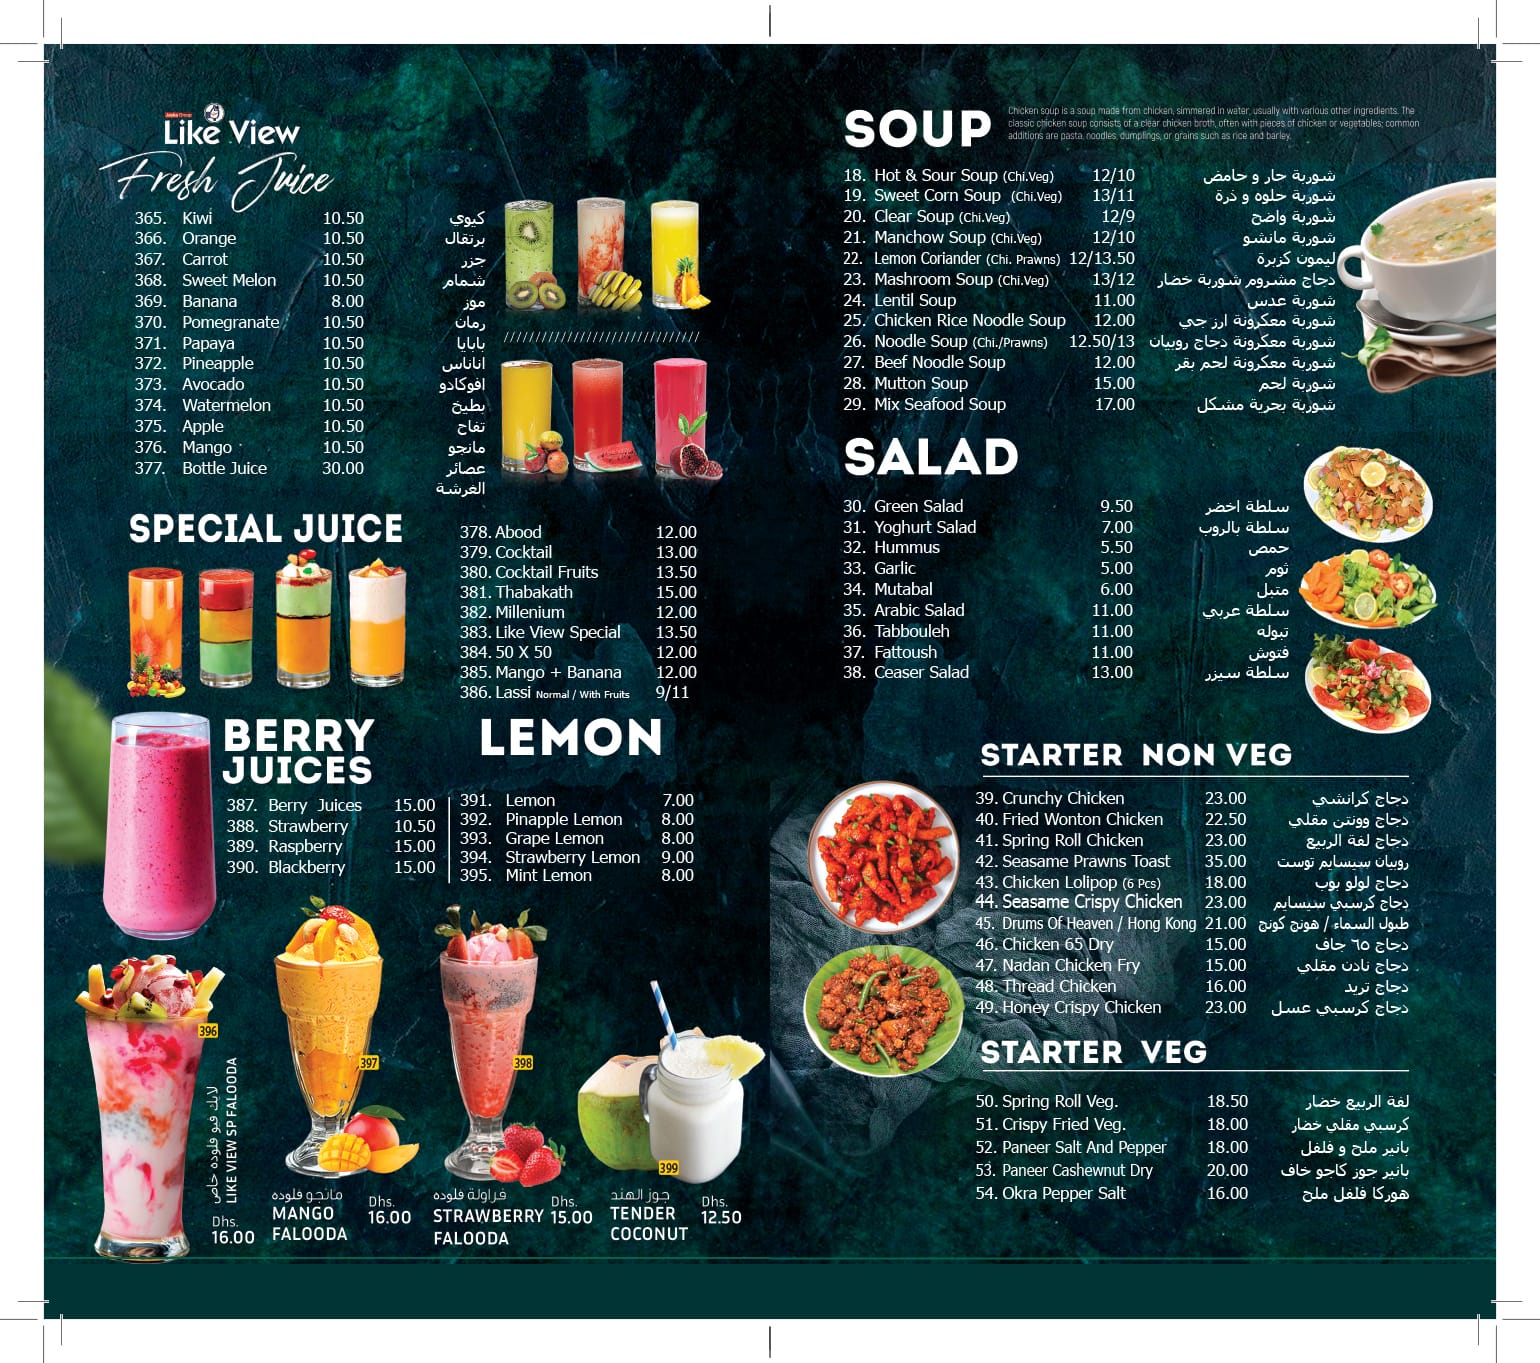 Jaaka Group
Like View
Fresh Juice
365. Kiwi 10.50 كيوي
366. Orange 10.50 برتقال
367. Carrot 10.50 جزر
368. Sweet Melon 10.50 شمام
369. Banana 8.00 موز
370. Pomegranate 10.50 رمان
371. Papaya 10.50 بابايا
372. Pineapple 10.50 اناناس
373. Avocado 10.50 افوكادو
374. Watermelon 10.50 بطيخ
375. Apple 10.50 تفاح
376. Mango 10.50 مانجو
377. Bottle Juice 30.00 عصائر
الغرشة
SPECIAL JUICE
378. Abood 12.00
379. Cocktail 13.00
380. Cocktail Fruits 13.50
381. Thabakath 15.00
382. Millenium 12.00
383. Like View Special 13.50
384. 50 X 50 12.00
385. Mango + Banana 12.00
386. Lassi Normal / With Fruits 9/11
BERRY
JUICES
387. Berry Juices 15.00
388. Strawberry 10.50
389. Raspberry 15.00
390. Blackberry 15.00
LEMON
391. Lemon 7.00
392. Pinapple Lemon 8.00
393. Grape Lemon 8.00
394. Strawberry Lemon 9.00
395. Mint Lemon 8.00
396
لايك فيو فلوده خاص
LIKE VIEW SP FALOODA
Dhs.
16.00
397
مانجو فلوده
MANGO
FALOODA
Dhs.
16.00
398
فراولة فلوده
STRAWBERRY
FALOODA
15.00
399
جوز الهند
TENDER
COCONUT
Dhs.
12.50
SOUP
Chicken soup is a soup made from chicken, simmered in water, usually with various other ingredients. The
classic chicken soup consists of a clear chicken broth, often with pieces of chicken or vegetables; common
additions are pasta, noodles, dumplings, or grains such as rice and barley.
18. Hot & Sour Soup (Chi.Veg) 12/10 شوربة حار و حامض
19. Sweet Corn Soup (Chi.Veg) 13/11 شوربة حلوه و ذرة
20. Clear Soup (Chi.Veg) 12/9 شوربة واضح
21. Manchow Soup (Chi.Veg) 12/10 شوربة مانشو
22. Lemon Coriander (Chi. Prawns) 12/13.50 ليمون كزبرة
23. Mashroom Soup (Chi.Veg) 13/12 دجاج مشروم شوربة خضار
24. Lentil Soup 11.00 شوربة عدس
25. Chicken Rice Noodle Soup 12.00 شوربة معكرونة ارز جي
26. Noodle Soup (Chi./Prawns) 12.50/13 شوربة معكرونة دجاج روبيان
27. Beef Noodle Soup 12.00 شوربة معكرونة لحم بقر
28. Mutton Soup 15.00 شوربة لحم
29. Mix Seafood Soup 17.00 شوربة بحرية مشكل
SALAD
30. Green Salad 9.50 سلطة اخضر
31. Yoghurt Salad 7.00 سلطة بالروب
32. Hummus 5.50 حمص
33. Garlic 5.00 ثوم
34. Mutabal 6.00 متبل
35. Arabic Salad 11.00 سلطة عربي
36. Tabbouleh 11.00 تبوله
37. Fattoush 11.00 فتوش
38. Ceaser Salad 13.00 سلطة سيزر
STARTER NON VEG
39. Crunchy Chicken 23.00 دجاج كرانشي
40. Fried Wonton Chicken 22.50 دجاج وونتن مقلي
41. Spring Roll Chicken 23.00 دجاج لفة الربيع
42. Seasame Prawns Toast 35.00 روبيان سيسايم توست
43. Chicken Lolipop (6 Pcs) 18.00 دجاج لولو بوب
44. Seasame Crispy Chicken 23.00 دجاج كرسبي سيسايم
45. Drums Of Heaven / Hong Kong 21.00 طبول السماء / هونج كونج
46. Chicken 65 Dry 15.00 دجاج ٦٥ جاف
47. Nadan Chicken Fry 15.00 دجاج نادن مقلي
48. Thread Chicken 16.00 دجاج تريد
49. Honey Crispy Chicken 23.00 دجاج كرسبي عسل
STARTER VEG
50. Spring Roll Veg. 18.50 لفة الربيع خضار
51. Crispy Fried Veg. 18.00 كرسبي مقلي خضار
52. Paneer Salt And Pepper 18.00 بانير ملح و فلفل
53. Paneer Cashewnut Dry 20.00 بانير جوز كاجو خاف
54. Okra Pepper Salt 16.00 هوركا فلفل ملح